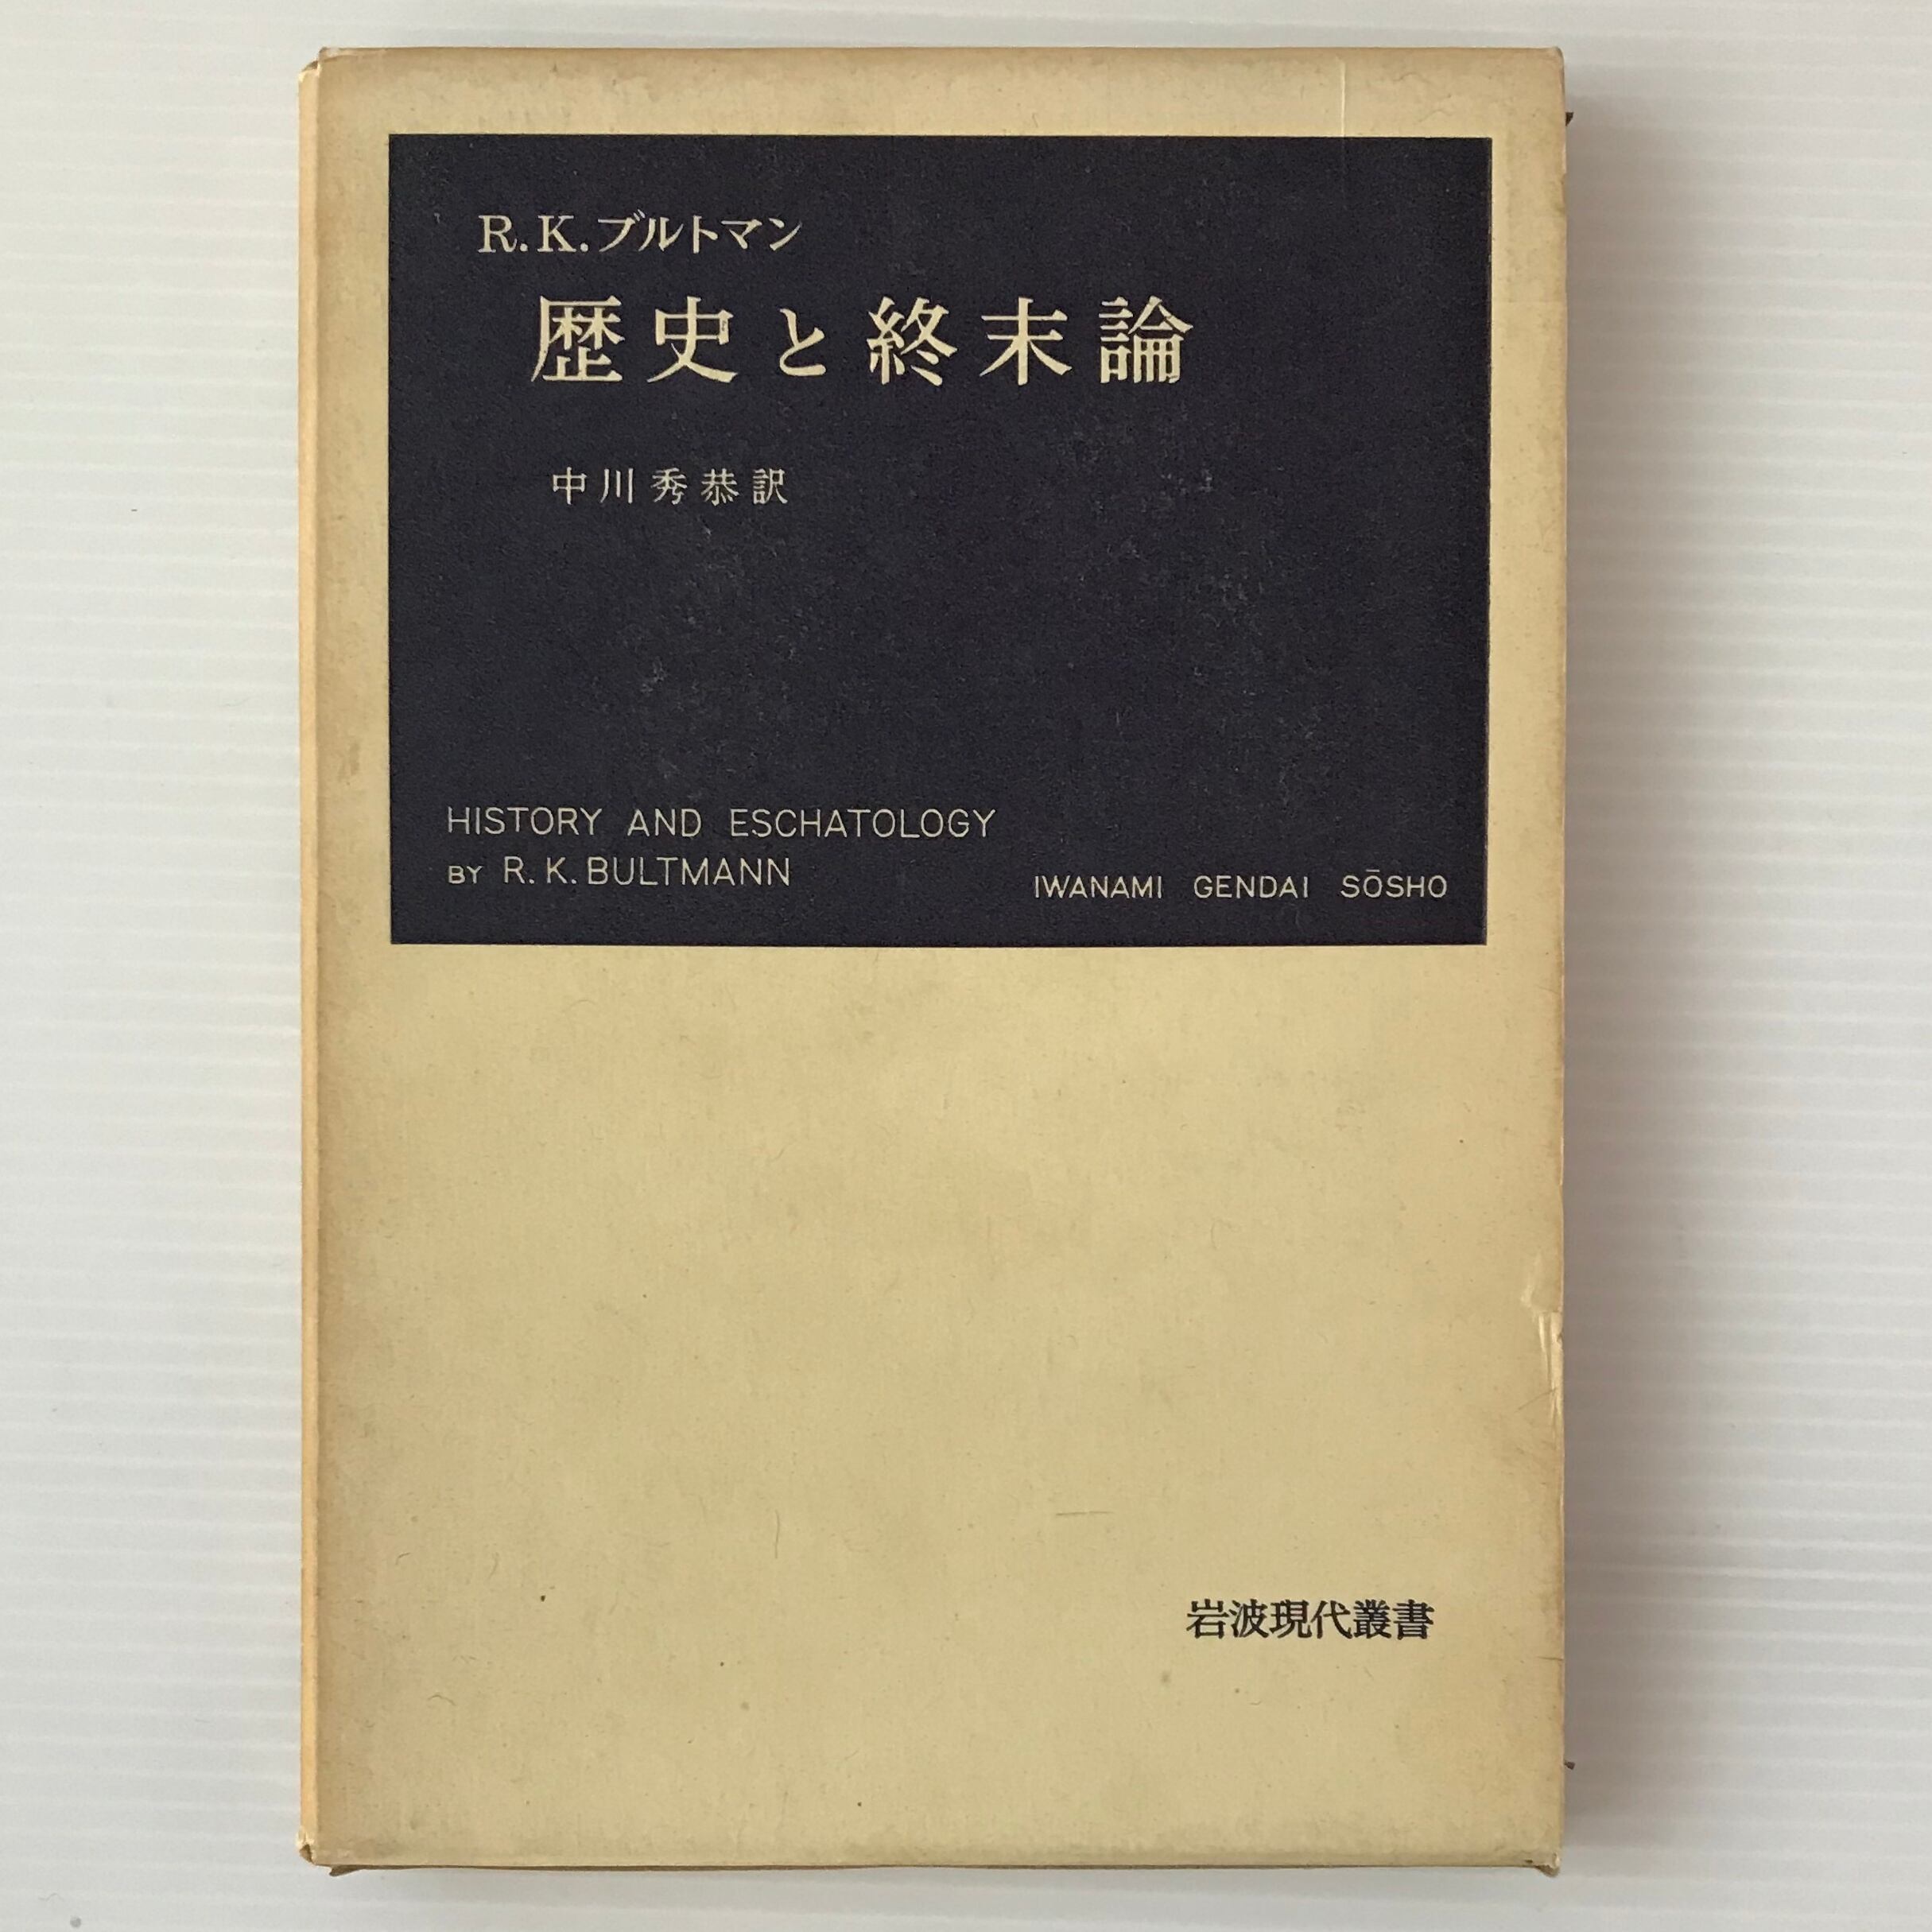 R.K.ブルトマン
歴史と終末論
中川秀恭訳
HISTORY AND ESCHATOLOGY
BY R.K.BULTMANN
IWANAMI GENDAI SŌSHO
岩波現代叢書